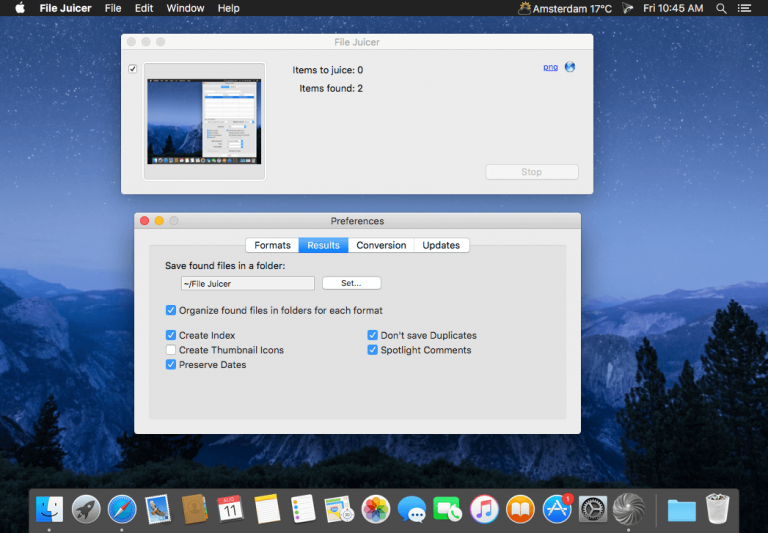 File Juicer File Edit Window Help Amsterdam 17°C Fri 10:45 AM
File Juicer
Items to juice: 0 png
Items found: 2
Stop
Preferences
Formats Results Conversion Updates
Save found files in a folder:
~/File Juicer Set...
Organize found files in folders for each format
Create Index Don't save Duplicates
Create Thumbnail Icons Spotlight Comments
Preserve Dates
AUG
11
1